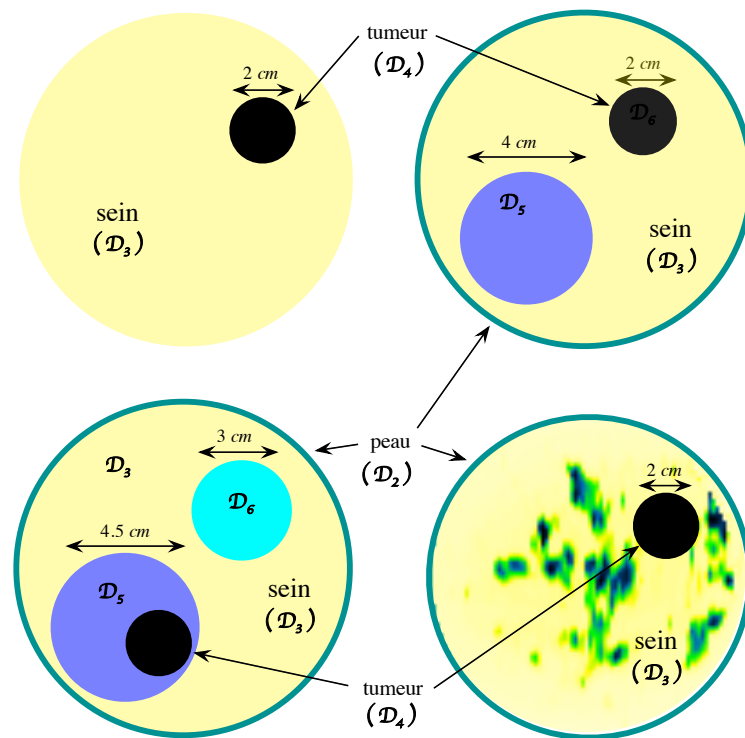 tumeur
(𝒟₄)
2 cm
sein
(𝒟₃)
2 cm
𝒟₆
4 cm
𝒟₅
sein
(𝒟₃)
peau
(𝒟₂)
3 cm
𝒟₃
𝒟₆
4.5 cm
𝒟₅
sein
(𝒟₃)
2 cm
sein
(𝒟₃)
tumeur
(𝒟₄)